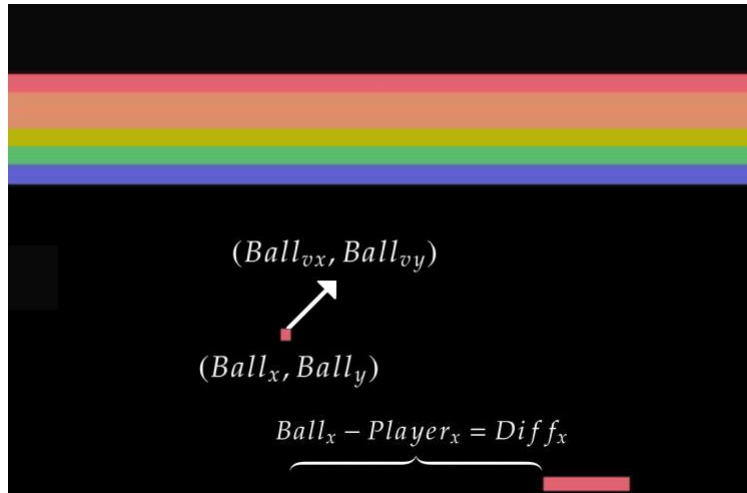 (Ball_vx, Ball_vy)
(Ball_x, Ball_y)
Ball_x − Player_x = Diff_x